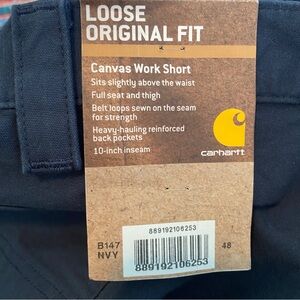 LOOSE
ORIGINAL FIT
Canvas Work Short
Sits slightly above the waist
Full seat and thigh
Belt loops sewn on the seam
for strength
Heavy-hauling reinforced
back pockets
10-inch inseam
carhartt
889192106253
B147
NVY
48
889192106253